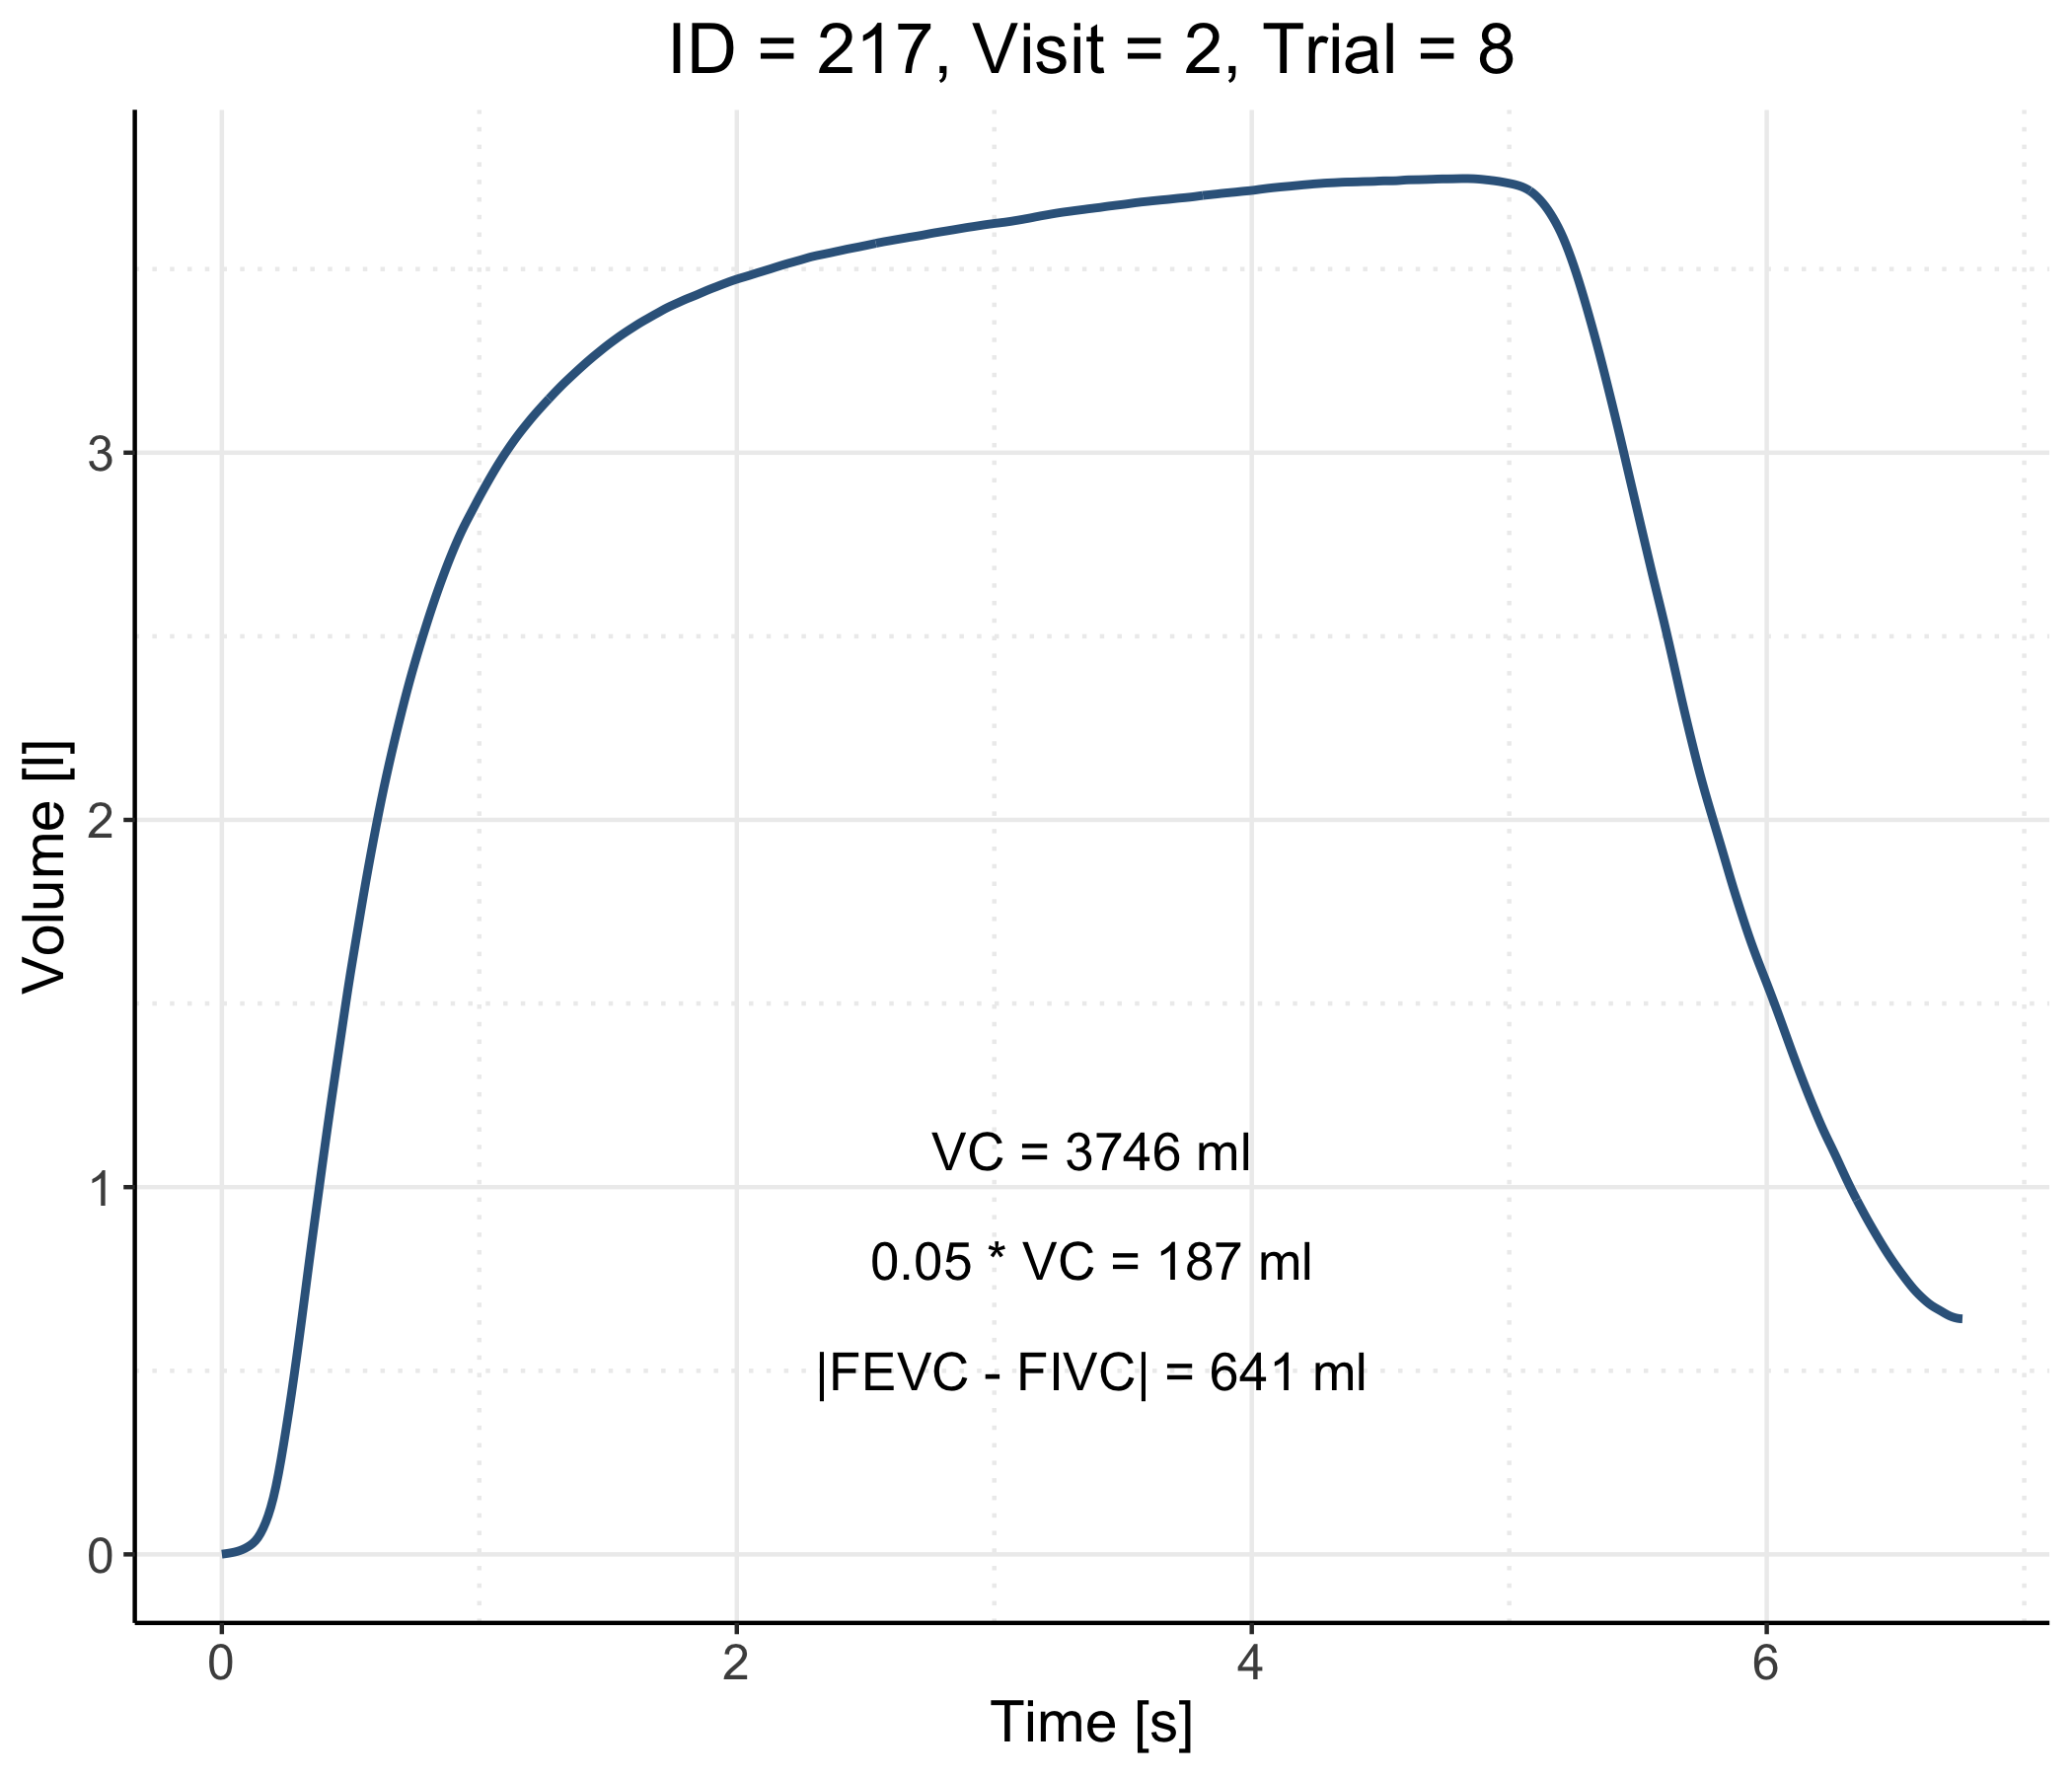 ID = 217, Visit = 2, Trial = 8
Volume [l]
3
2
1
0
VC = 3746 ml
0.05 * VC = 187 ml
|FEVC - FIVC| = 641 ml
0 2 4 6
Time [s]